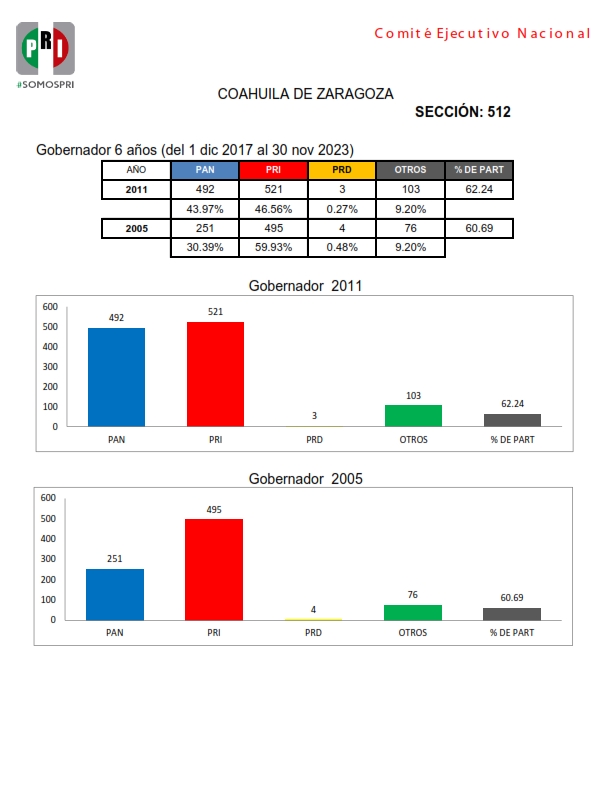 PRI
#SOMOSPRI
Comité Ejecutivo Nacional
COAHUILA DE ZARAGOZA
SECCIÓN: 512
Gobernador 6 años (del 1 dic 2017 al 30 nov 2023)
AÑO PAN PRI PRD OTROS % DE PART
2011 492 521 3 103 62.24
43.97% 46.56% 0.27% 9.20%
2005 251 495 4 76 60.69
30.39% 59.93% 0.48% 9.20%
Gobernador 2011
600
500
400
300
200
100
0
492
521
3
103
62.24
PAN PRI PRD OTROS % DE PART
Gobernador 2005
600
500
400
300
200
100
0
251
495
4
76
60.69
PAN PRI PRD OTROS % DE PART